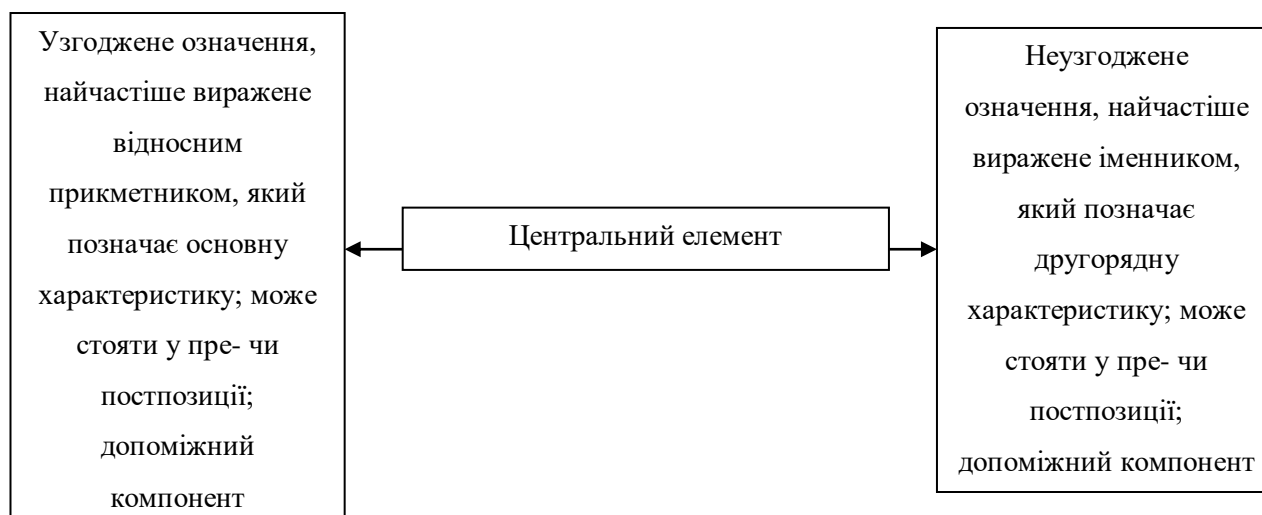 Узгоджене означення,
найчастіше виражене
відносним
прикметником, який
позначає основну
характеристику; може
стояти у пре- чи
постпозиції;
допоміжний
компонент
Центральний елемент
Неузгоджене
означення, найчастіше
виражене іменником,
який позначає
другорядну
характеристику; може
стояти у пре- чи
постпозиції;
допоміжний компонент